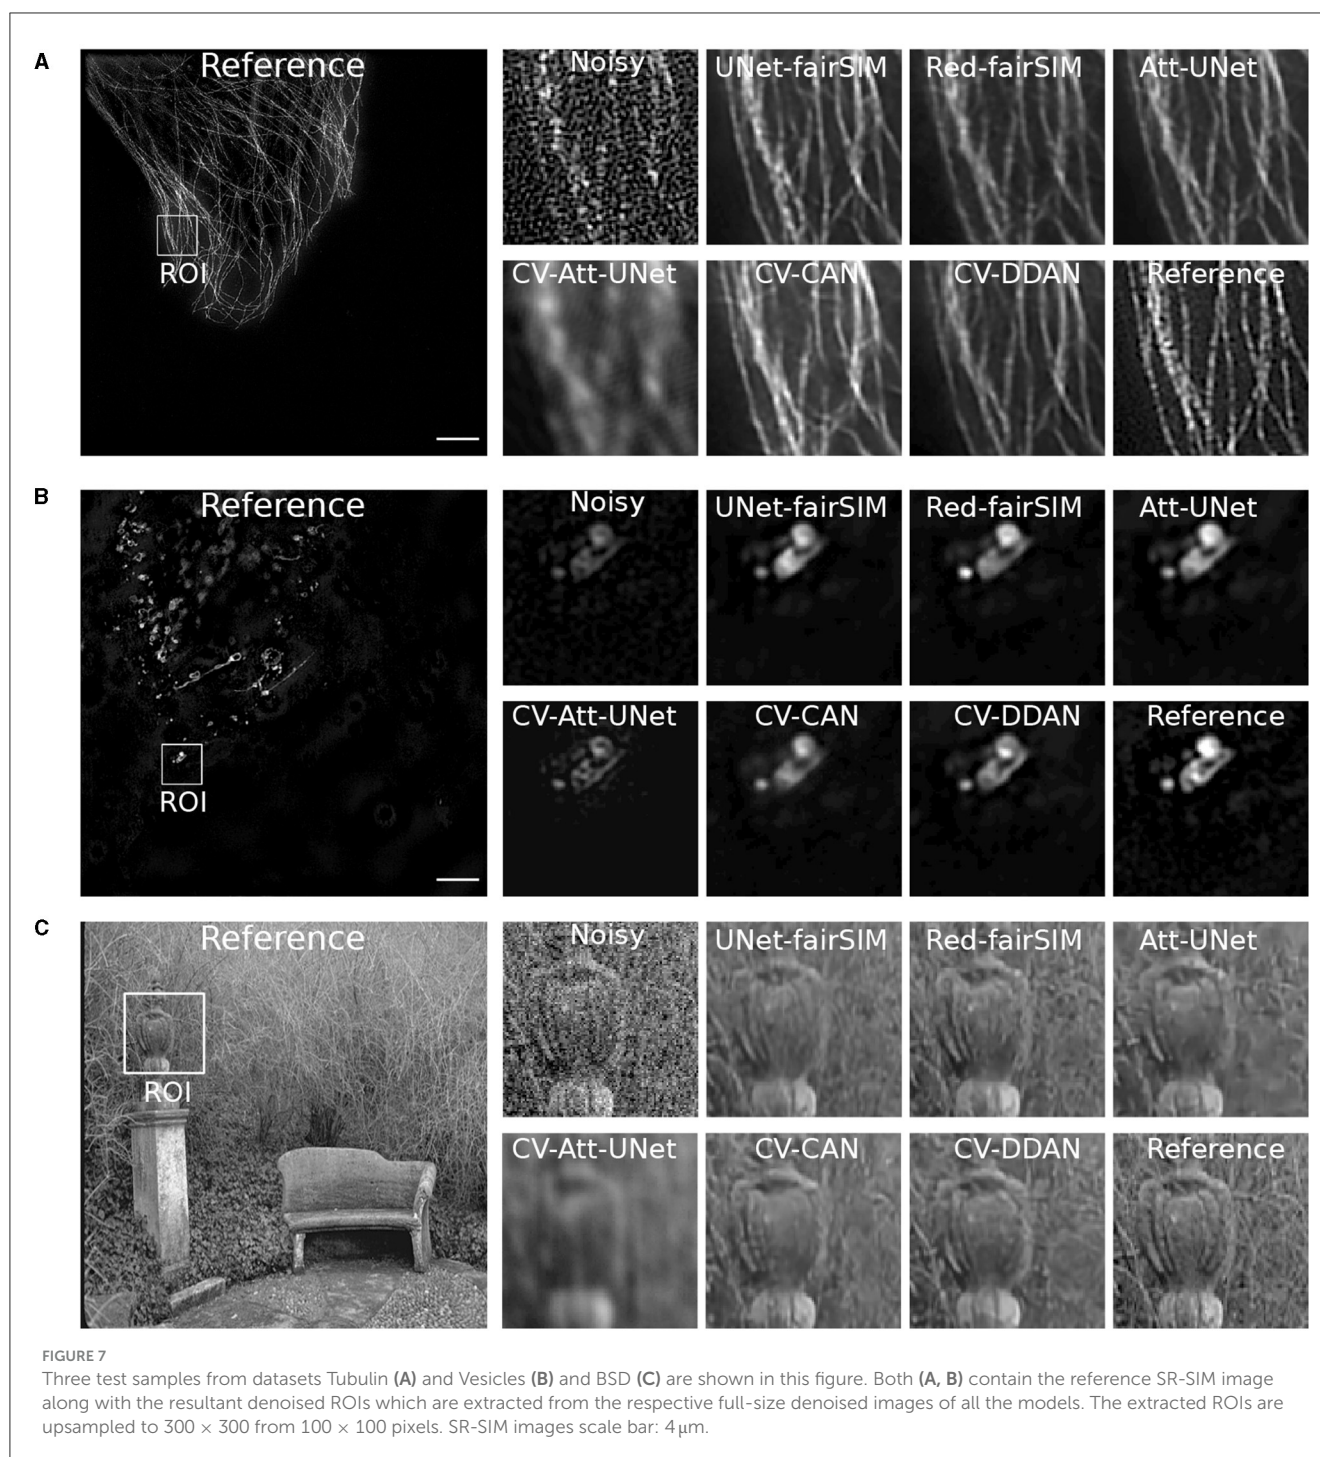 A
Reference
ROI
Noisy
UNet-fairSIM
Red-fairSIM
Att-UNet
CV-Att-UNet
CV-CAN
CV-DDAN
Reference
B
Reference
ROI
Noisy
UNet-fairSIM
Red-fairSIM
Att-UNet
CV-Att-UNet
CV-CAN
CV-DDAN
Reference
C
Reference
ROI
Noisy
UNet-fairSIM
Red-fairSIM
Att-UNet
CV-Att-UNet
CV-CAN
CV-DDAN
Reference
FIGURE 7
Three test samples from datasets Tubulin (A) and Vesicles (B) and BSD (C) are shown in this figure. Both (A, B) contain the reference SR-SIM image
along with the resultant denoised ROIs which are extracted from the respective full-size denoised images of all the models. The extracted ROIs are
upsampled to 300 × 300 from 100 × 100 pixels. SR-SIM images scale bar: 4 μm.